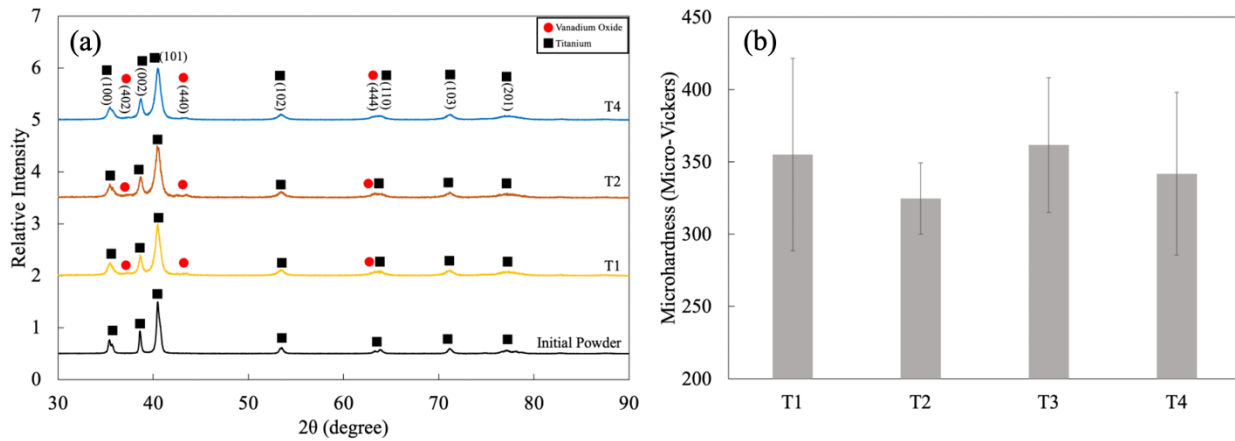 (a)
Vanadium Oxide
Titanium
7
6
5
4
3
2
1
0
Relative Intensity
(100)
(402)
(002)
(101)
(440)
(102)
(444)
(110)
(103)
(201)
T4
T2
T1
Initial Powder
30 40 50 60 70 80 90
2θ (degree)
(b)
450
400
350
300
250
200
Microhardness (Micro-Vickers)
T1 T2 T3 T4